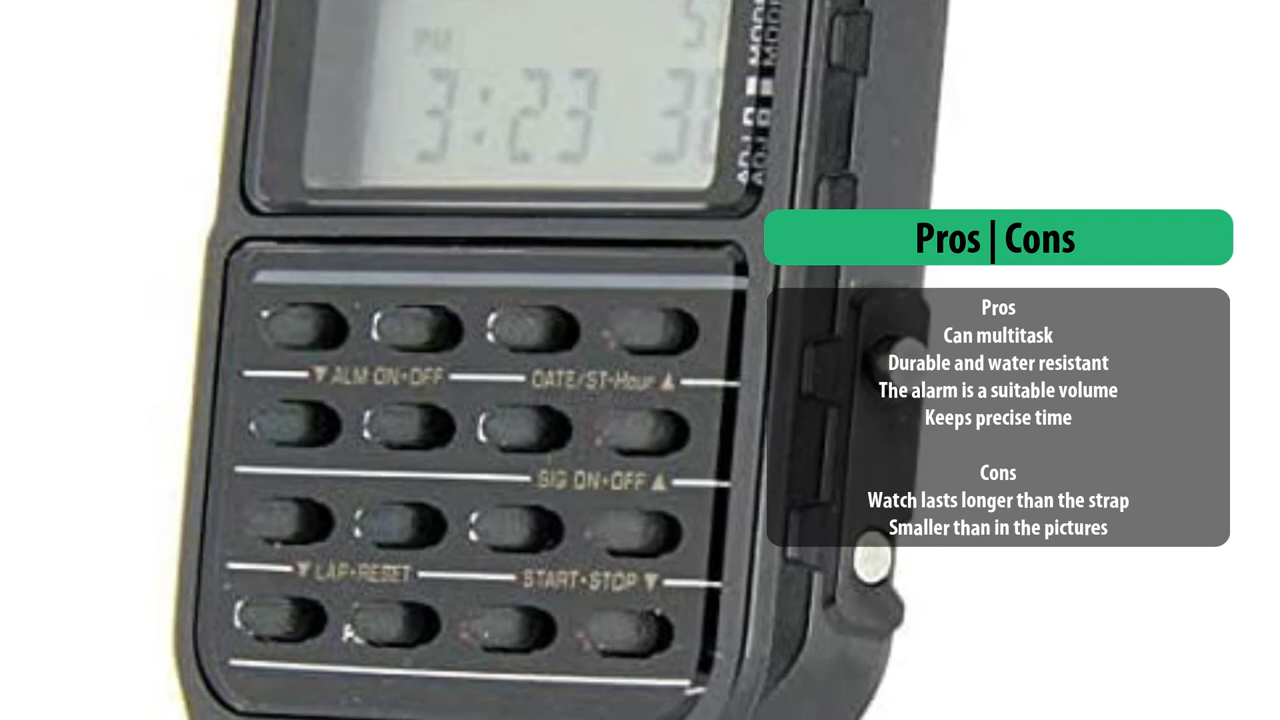 PM
3:23
ADJ
MODE
▼ ALM ON•OFF
DATE/ST-Hour ▲
SIG ON•OFF ▲
▼ LAP•RESET
START•STOP ▼
Pros | Cons
Pros
Can multitask
Durable and water resistant
The alarm is a suitable volume
Keeps precise time
Cons
Watch lasts longer than the strap
Smaller than in the pictures